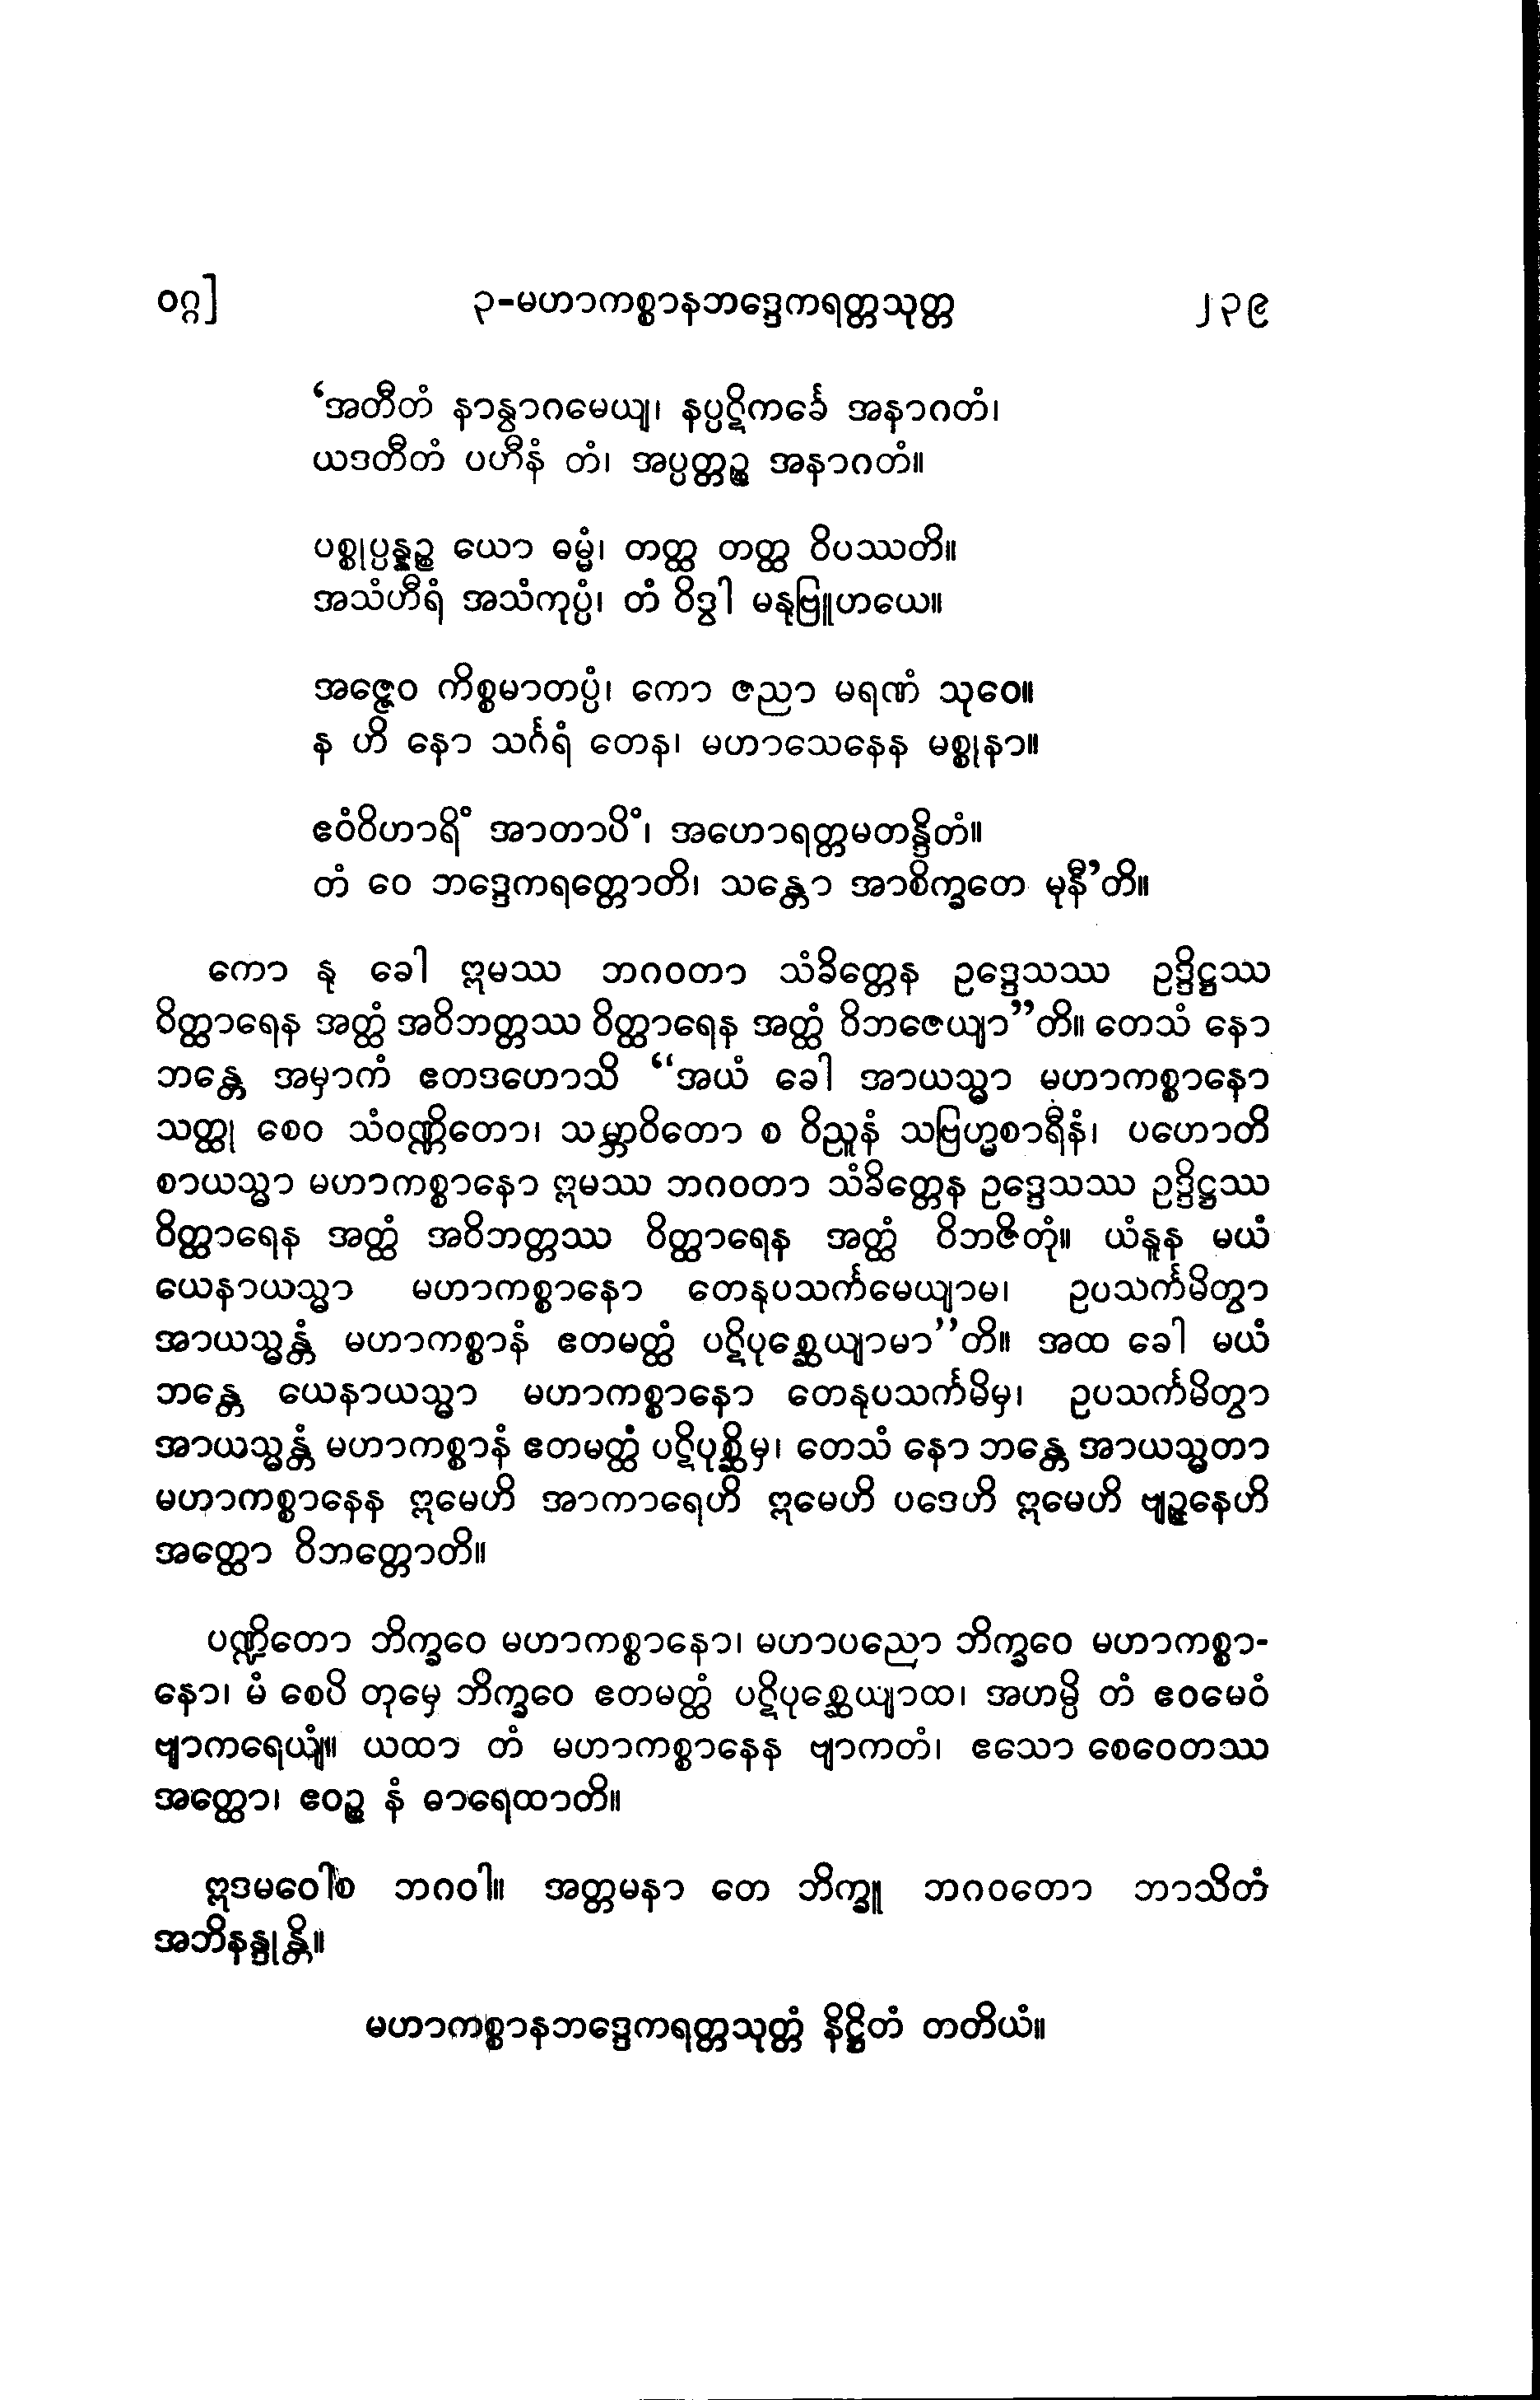 ဝဂ္ဂ] ၃-မဟာကစ္စာနဘဒ္ဒေကရတ္တသုတ္တ ၂၃၉
‘အတီတံ နာနွာဂမေယျ၊ နပ္ပဋိကင်္ခေ အနာဂတံ၊
ယဒတီတံ ပဟီနံ တံ၊ အပ္ပတ္တဉ္စ အနာဂတံ။
ပစ္စုပ္ပန္နဉ္စ ယော ဓမ္မံ၊ တတ္ထ တတ္ထ ဝိပဿတိ။
အသံဟီရံ အသံကုပ္ပံ၊ တံ ဝိဒွါ မနုဗြူဟယေ။
အဇ္ဇေဝ ကိစ္စမာတပ္ပံ၊ ကော ဇညာ မရဏံ သုဝေ။
န ဟိ နော သင်္ဂရံ တေန၊ မဟာသေနေန မစ္စုနာ။
ဧဝံဝိဟာရိံ အာတာပိံ၊ အဟောရတ္တမတန္ဒိတံ။
တံ ဝေ ဘဒ္ဒေကရတ္တောတိ၊ သန္တော အာစိက္ခတေ မုနီ’တိ။
ကော နု ခေါ ဣမဿ ဘဂဝတာ သံခိတ္တေန ဥဒ္ဒေသဿ ဥဒ္ဒိဋ္ဌဿ
ဝိတ္ထာရေန အတ္ထံ အဝိဘတ္တဿ ဝိတ္ထာရေန အတ္ထံ ဝိဘဇေယျာ”တိ။ တေသံ နော
ဘန္တေ အမှာကံ ဧတဒဟောသိ “အယံ ခေါ အာယသ္မာ မဟာကစ္စာနော
သတ္ထု စေဝ သံဝဏ္ဏိတော၊ သမ္ဘာဝိတော စ ဝိညူနံ သဗြဟ္မစာရီနံ၊ ပဟောတိ
စာယသ္မာ မဟာကစ္စာနော ဣမဿ ဘဂဝတာ သံခိတ္တေန ဥဒ္ဒေသဿ ဥဒ္ဒိဋ္ဌဿ
ဝိတ္ထာရေန အတ္ထံ အဝိဘတ္တဿ ဝိတ္ထာရေန အတ္ထံ ဝိဘဇိတုံ။ ယံနူန မယံ
ယေနာယသ္မာ မဟာကစ္စာနော တေနုပသင်္ကမေယျာမ၊ ဥပသင်္ကမိတွာ
အာယသ္မန္တံ မဟာကစ္စာနံ ဧတမတ္ထံ ပဋိပုစ္ဆေယျာမာ”တိ။ အထ ခေါ မယံ
ဘန္တေ ယေနာယသ္မာ မဟာကစ္စာနော တေနုပသင်္ကမိမှ၊ ဥပသင်္ကမိတွာ
အာယသ္မန္တံ မဟာကစ္စာနံ ဧတမတ္ထံ ပဋိပုစ္ဆိမှ၊ တေသံ နော ဘန္တေ အာယသ္မတာ
မဟာကစ္စာနေန ဣမေဟိ အာကာရေဟိ ဣမေဟိ ပဒေဟိ ဣမေဟိ ဗျဉ္ဇနေဟိ
အတ္ထော ဝိဘတ္တောတိ။
ပဏ္ဍိတော ဘိက္ခဝေ မဟာကစ္စာနော၊ မဟာပညော ဘိက္ခဝေ မဟာကစ္စာ-
နော၊ မံ စေပိ တုမှေ ဘိက္ခဝေ ဧတမတ္ထံ ပဋိပုစ္ဆေယျာထ၊ အဟမ္ပိ တံ ဧဝမေဝံ
ဗျာကရေယျံ။ ယထာ တံ မဟာကစ္စာနေန ဗျာကတံ၊ ဧသော စေဝေတဿ
အတ္ထော၊ ဧဝဉ္စ နံ ဓာရေထာတိ။
ဣဒမဝေါစ ဘဂဝါ။ အတ္တမနာ တေ ဘိက္ခူ ဘဂဝတော ဘာသိတံ
အဘိနန္ဒုန္တိ။
မဟာကစ္စာနဘဒ္ဒေကရတ္တသုတ္တံ နိဋ္ဌိတံ တတိယံ။